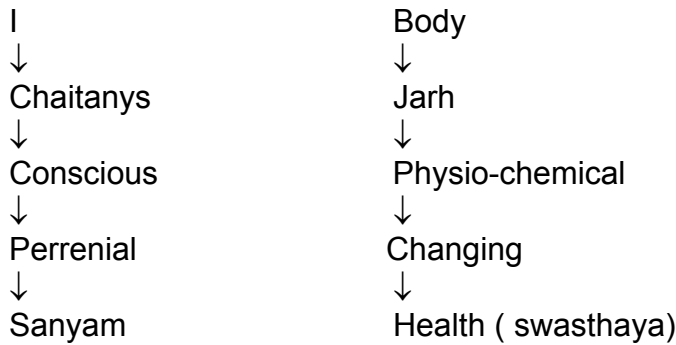 I Body
↓ ↓
Chaitanys Jarh
↓ ↓
Conscious Physio-chemical
↓ ↓
Perrenial Changing
↓ ↓
Sanyam Health ( swasthaya)